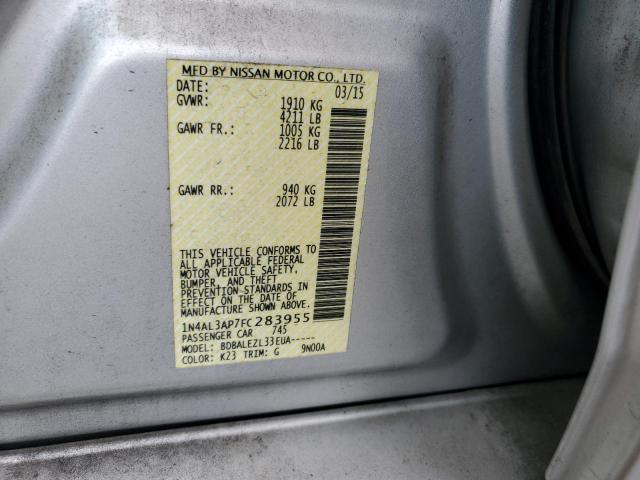 MFD BY NISSAN MOTOR CO., LTD.
DATE: 03/15
GVWR: 1910 KG
4211 LB
GAWR FR.: 1005 KG
2216 LB
GAWR RR.: 940 KG
2072 LB
THIS VEHICLE CONFORMS TO
ALL APPLICABLE FEDERAL
MOTOR VEHICLE SAFETY,
BUMPER, AND THEFT
PREVENTION STANDARDS IN
EFFECT ON THE DATE OF
MANUFACTURE SHOWN ABOVE.
1N4AL3AP7FC283955
PASSENGER CAR 745
MODEL: BDBALEZL33EUA-----
COLOR: K23 TRIM: G 9N00A